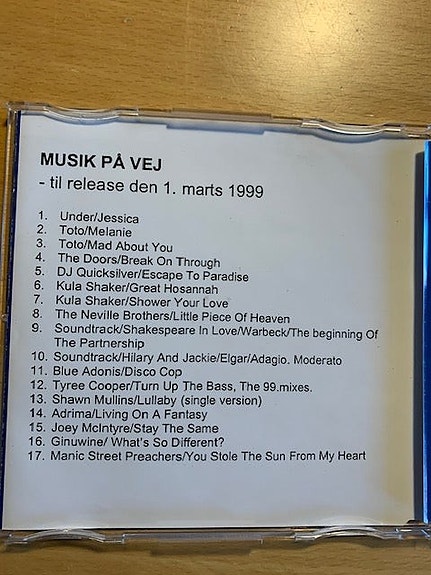 MUSIK PÅ VEJ
- til release den 1. marts 1999
1. Under/Jessica
2. Toto/Melanie
3. Toto/Mad About You
4. The Doors/Break On Through
5. DJ Quicksilver/Escape To Paradise
6. Kula Shaker/Great Hosannah
7. Kula Shaker/Shower Your Love
8. The Neville Brothers/Little Piece Of Heaven
9. Soundtrack/Shakespeare In Love/Warbeck/The beginning Of
The Partnership
10. Soundtrack/Hilary And Jackie/Elgar/Adagio. Moderato
11. Blue Adonis/Disco Cop
12. Tyree Cooper/Turn Up The Bass, The 99.mixes.
13. Shawn Mullins/Lullaby (single version)
14. Adrima/Living On A Fantasy
15. Joey McIntyre/Stay The Same
16. Ginuwine/ What's So Different?
17. Manic Street Preachers/You Stole The Sun From My Heart